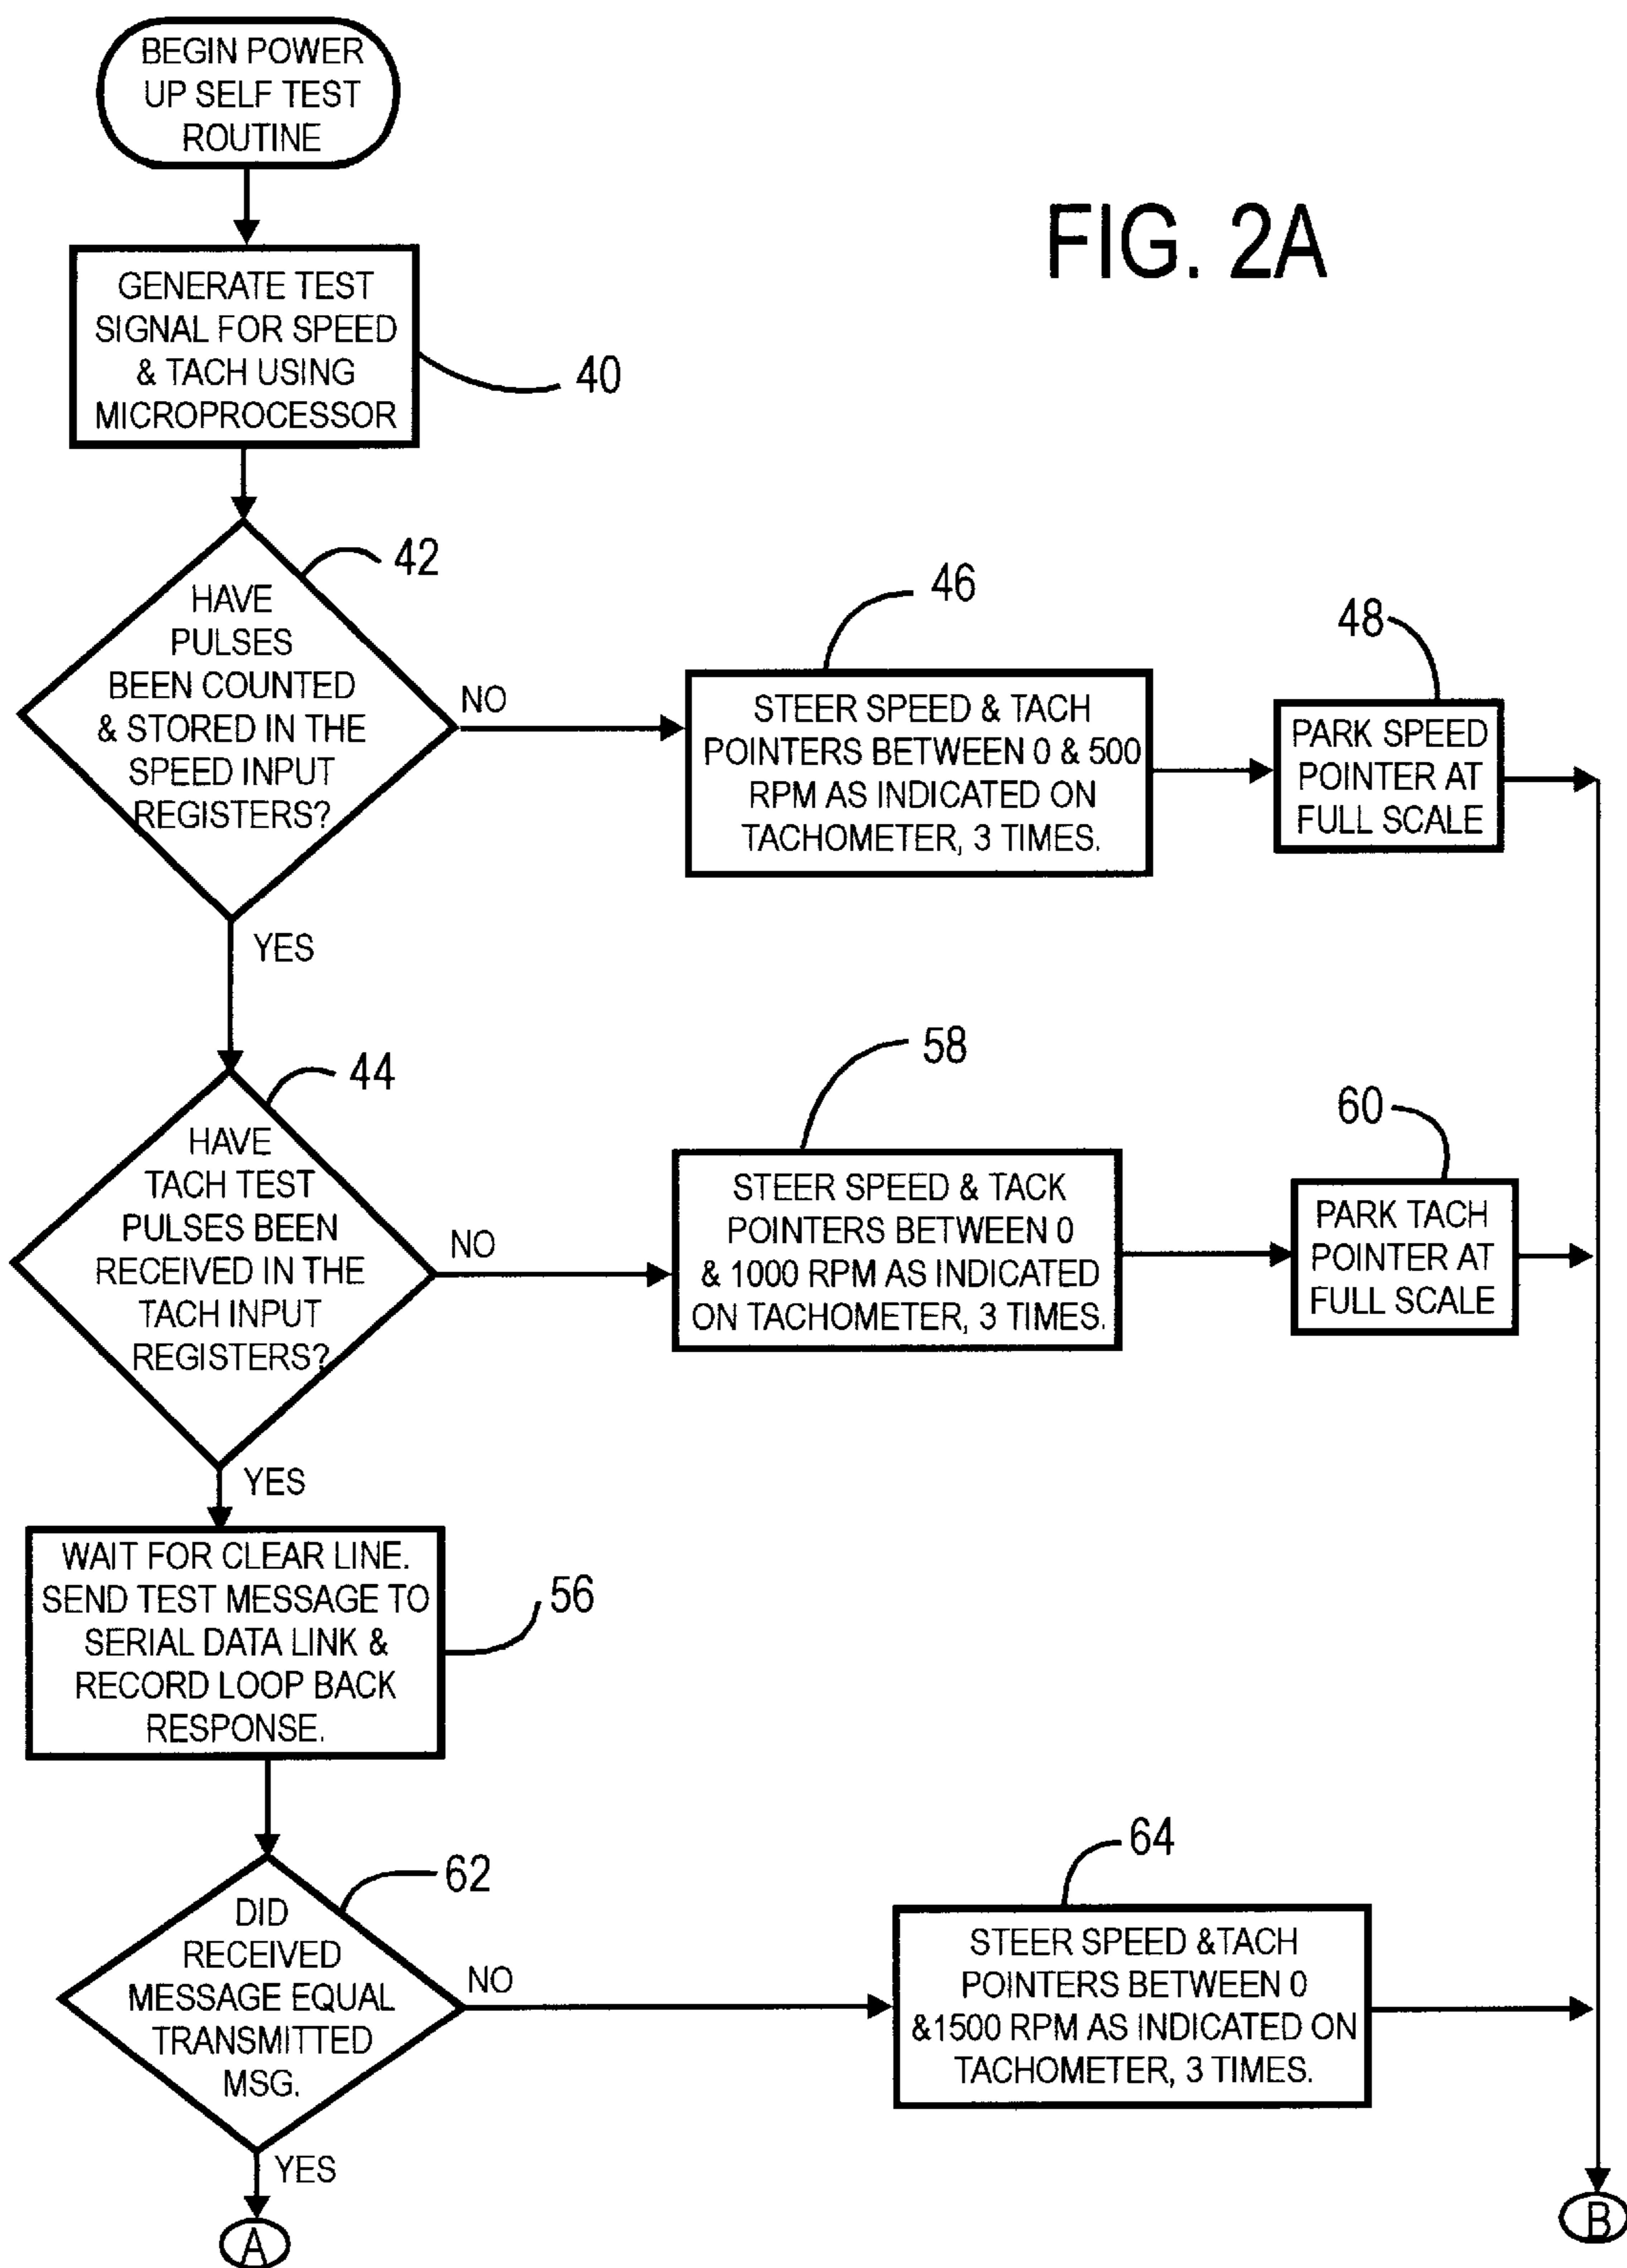 BEGIN POWER
UP SELF TEST
ROUTINE
FIG. 2A
GENERATE TEST
SIGNAL FOR SPEED
& TACH USING
MICROPROCESSOR
40
42
HAVE
PULSES
BEEN COUNTED
& STORED IN THE
SPEED INPUT
REGISTERS?
NO
46
STEER SPEED & TACH
POINTERS BETWEEN 0 & 500
RPM AS INDICATED ON
TACHOMETER, 3 TIMES.
48
PARK SPEED
POINTER AT
FULL SCALE
YES
44
HAVE
TACH TEST
PULSES BEEN
RECEIVED IN THE
TACH INPUT
REGISTERS?
NO
58
STEER SPEED & TACK
POINTERS BETWEEN 0
& 1000 RPM AS INDICATED
ON TACHOMETER, 3 TIMES.
60
PARK TACH
POINTER AT
FULL SCALE
YES
WAIT FOR CLEAR LINE.
SEND TEST MESSAGE TO
SERIAL DATA LINK &
RECORD LOOP BACK
RESPONSE.
56
62
DID
RECEIVED
MESSAGE EQUAL
TRANSMITTED
MSG.
NO
64
STEER SPEED &TACH
POINTERS BETWEEN 0
&1500 RPM AS INDICATED ON
TACHOMETER, 3 TIMES.
YES
A
B